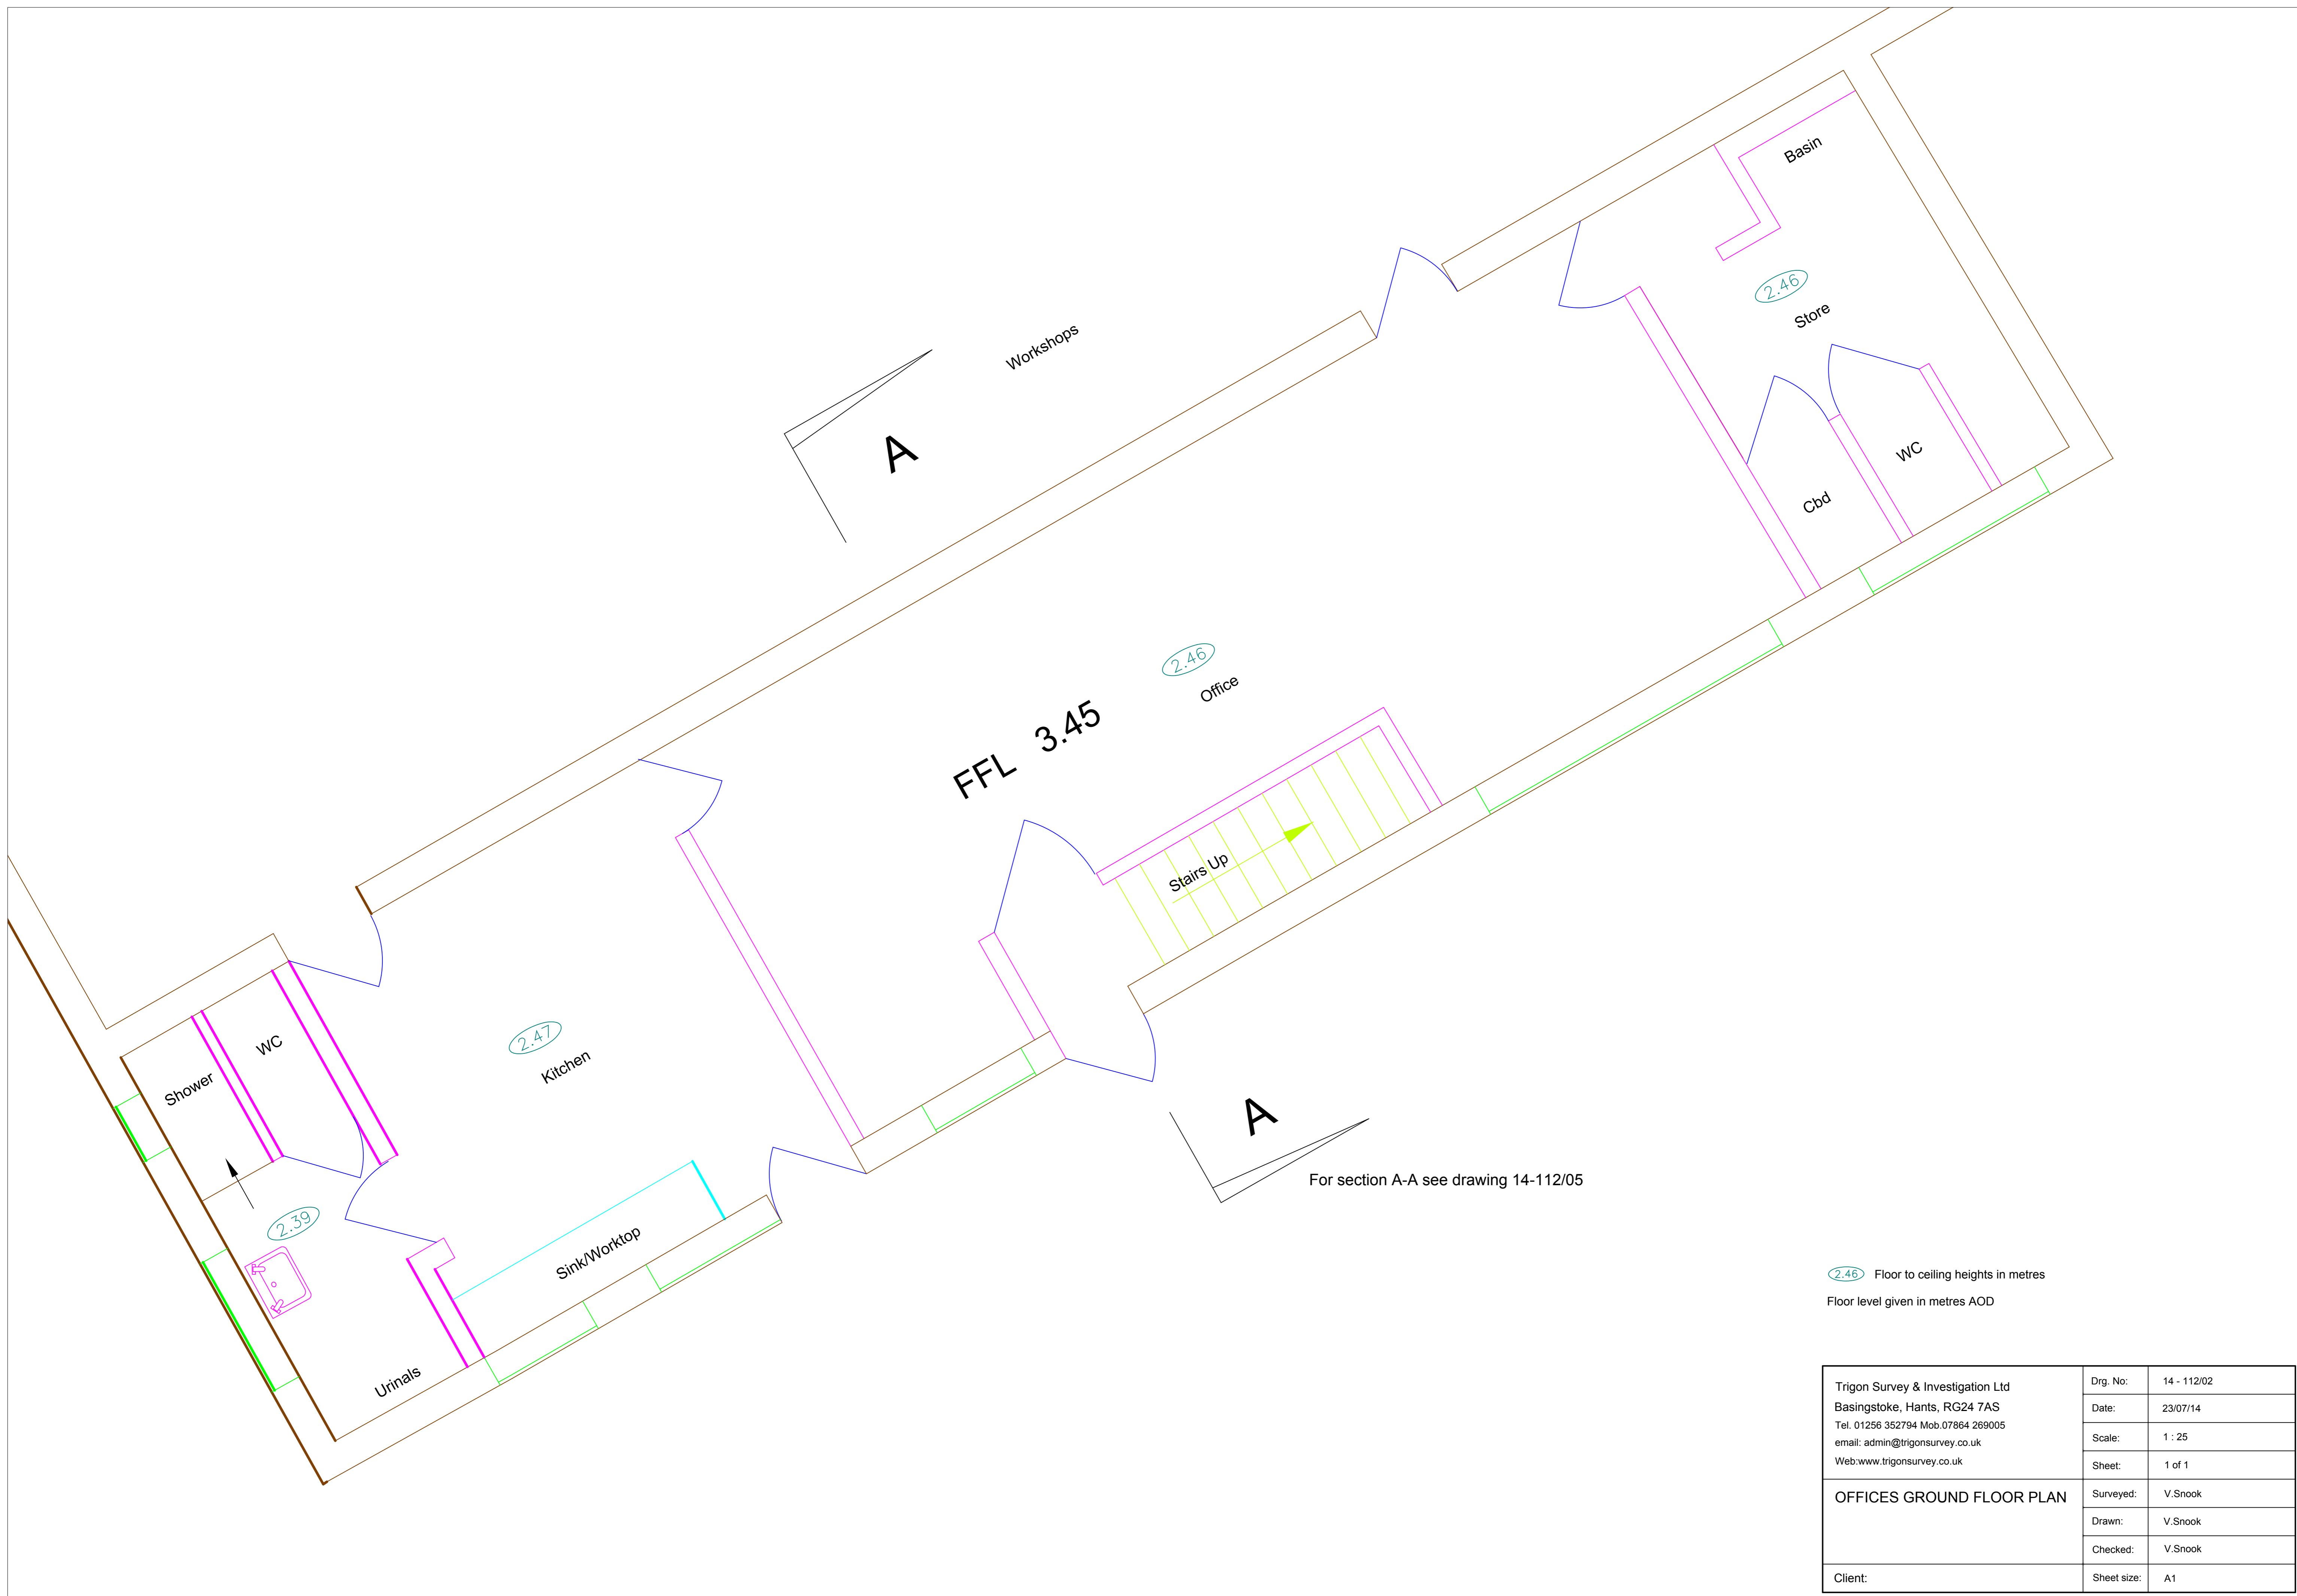 Basin
2.46
Store
Workshops
A
WC
Cbd
2.46
Office
FFL 3.45
Stairs Up
WC
Shower
2.47
Kitchen
A
For section A-A see drawing 14-112/05
2.39
Sink/Worktop
Urinals
2.46 Floor to ceiling heights in metres
Floor level given in metres AOD
Trigon Survey & Investigation Ltd
Basingstoke, Hants, RG24 7AS
Tel. 01256 352794 Mob.07864 269005
email: admin@trigonsurvey.co.uk
Web:www.trigonsurvey.co.uk
OFFICES GROUND FLOOR PLAN
Client:
Drg. No: 14 - 112/02
Date: 23/07/14
Scale: 1 : 25
Sheet: 1 of 1
Surveyed: V.Snook
Drawn: V.Snook
Checked: V.Snook
Sheet size: A1